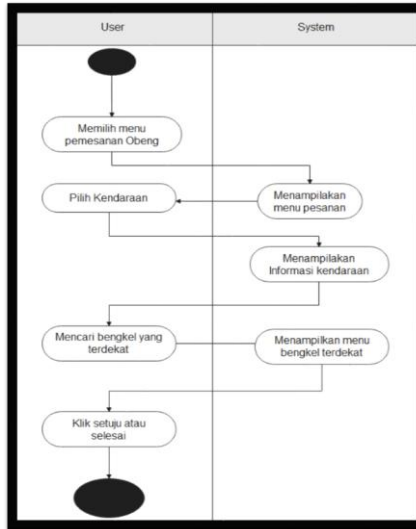 User
System
Memilih menu
pemesanan Obeng
Pilih Kendaraan
Menampilakan
menu pesanan
Menampilakan
Informasi kendaraan
Mencari bengkel yang
terdekat
Menampilkan menu
bengkel terdekat
Klik setuju atau
selesai